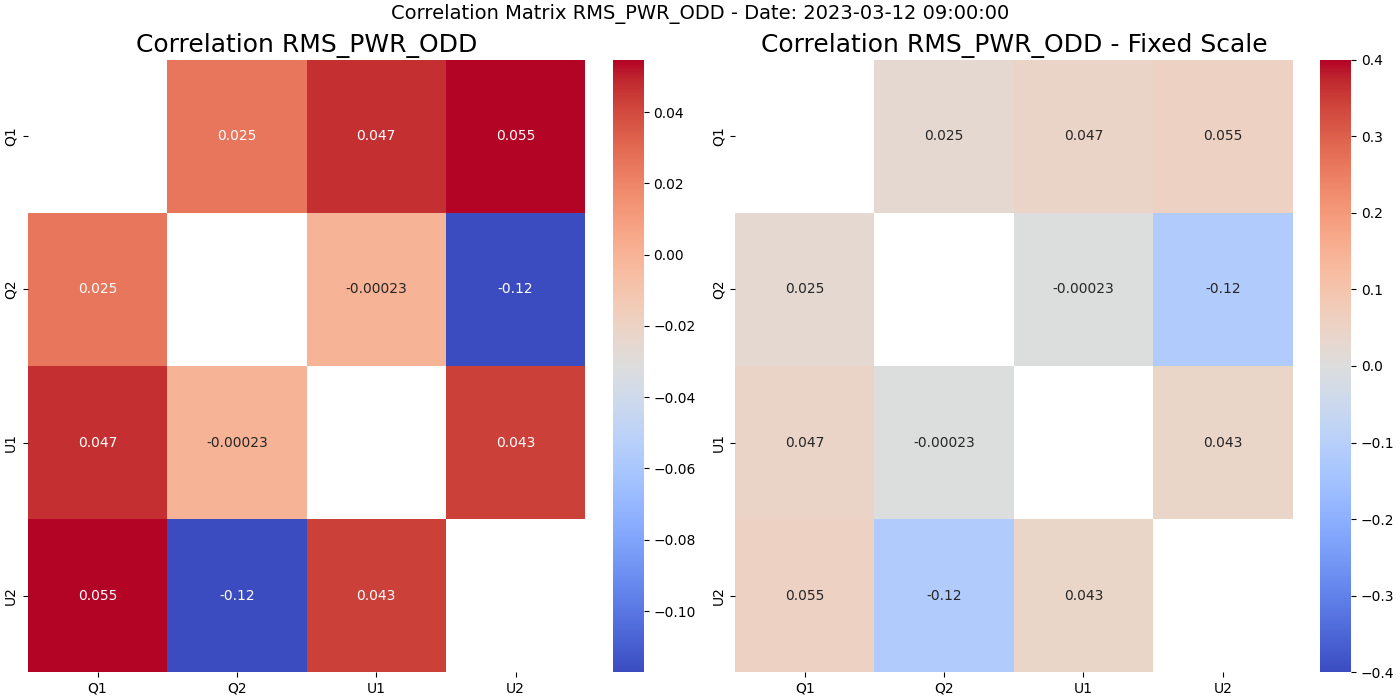 Correlation Matrix RMS_PWR_ODD - Date: 2023-03-12 09:00:00
Correlation RMS_PWR_ODD
Q1
0.025
0.047
0.055
Q2
0.025
-0.00023
-0.12
U1
0.047
-0.00023
0.043
U2
0.055
-0.12
0.043
Q1
Q2
U1
U2
0.04
0.02
0.00
−0.02
−0.04
−0.06
−0.08
−0.10
Correlation RMS_PWR_ODD - Fixed Scale
Q1
0.025
0.047
0.055
Q2
0.025
-0.00023
-0.12
U1
0.047
-0.00023
0.043
U2
0.055
-0.12
0.043
Q1
Q2
U1
U2
0.4
0.3
0.2
0.1
0.0
−0.1
−0.2
−0.3
−0.4